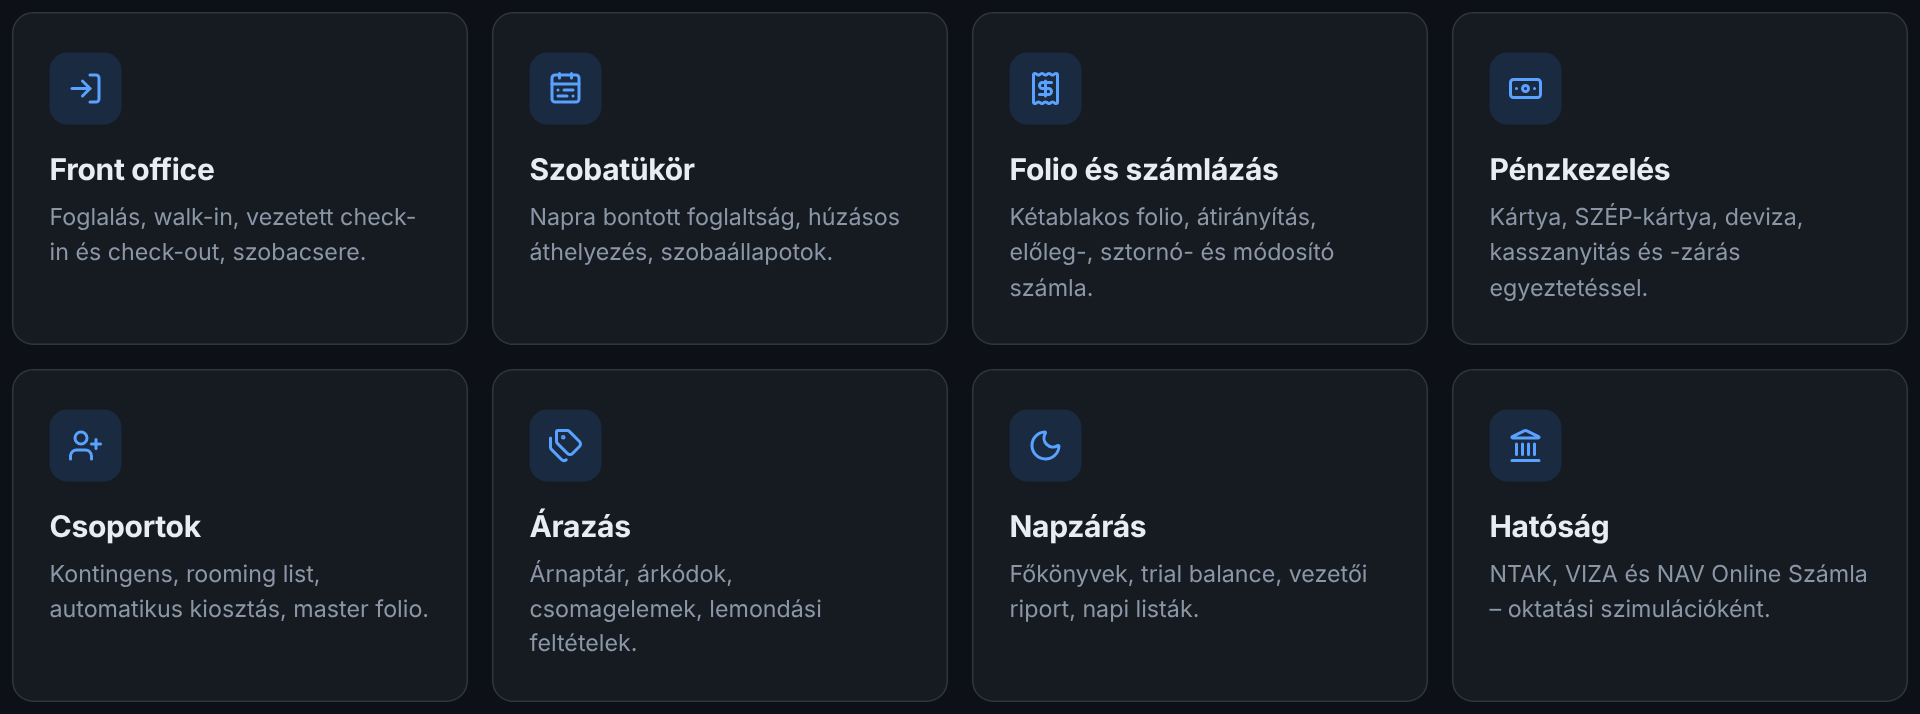 Front office
Foglalás, walk-in, vezetett check-
in és check-out, szobacsere.
Szobatükör
Napra bontott foglaltság, húzásos
áthelyezés, szobaállapotok.
Folio és számlázás
Kétablakos folio, átirányítás,
előleg-, sztornó- és módosító
számla.
Pénzkezelés
Kártya, SZÉP-kártya, deviza,
kasszanyitás és -zárás
egyeztetéssel.
Csoportok
Kontingens, rooming list,
automatikus kiosztás, master folio.
Árazás
Árnaptár, árkódok,
csomagelemek, lemondási
feltételek.
Napzárás
Főkönyvek, trial balance, vezetői
riport, napi listák.
Hatóság
NTAK, VIZA és NAV Online Számla
– oktatási szimulációként.